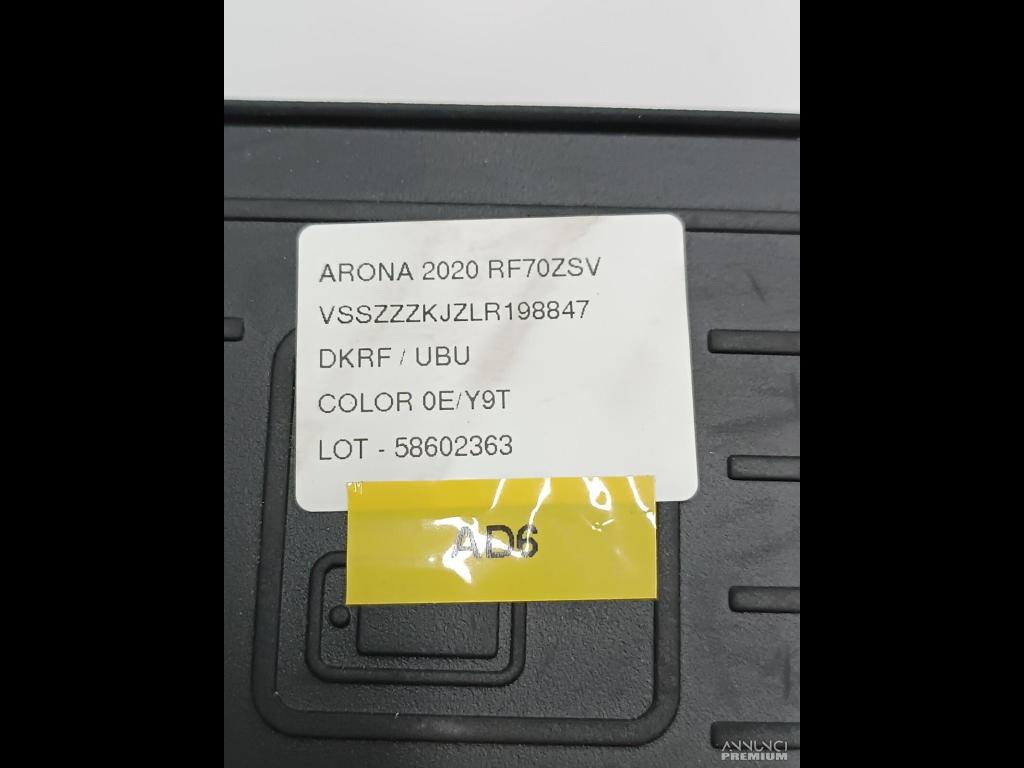 ARONA 2020 RF70ZSV
VSSZZZKJZLR198847
DKRF / UBU
COLOR 0E/Y9T
LOT - 58602363
AD6
ANNUNCI
PREMIUM